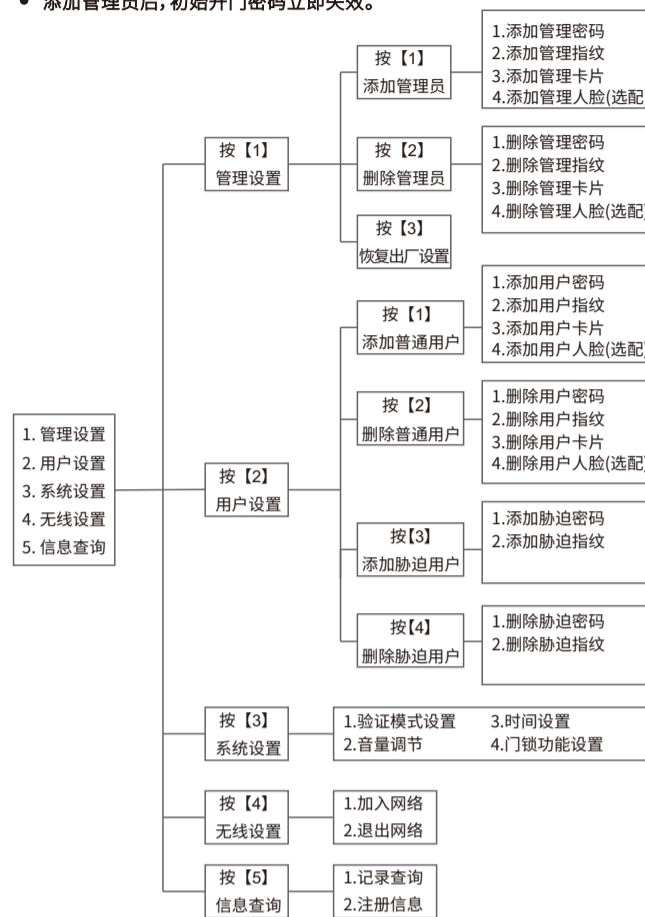 • 添加管理员后,初始开门密码立即失效。
按【1】
添加管理员
1.添加管理密码
2.添加管理指纹
3.添加管理卡片
4.添加管理人脸(选配)
按【1】
管理设置
按【2】
删除管理员
1.删除管理密码
2.删除管理指纹
3.删除管理卡片
4.删除管理人脸(选配)
按【3】
恢复出厂设置
按【1】
添加普通用户
1.添加用户密码
2.添加用户指纹
3.添加用户卡片
4.添加用户人脸(选配)
按【2】
删除普通用户
1.删除用户密码
2.删除用户指纹
3.删除用户卡片
4.删除用户人脸(选配)
1. 管理设置
2. 用户设置
3. 系统设置
4. 无线设置
5. 信息查询
按【2】
用户设置
按【3】
添加胁迫用户
1.添加胁迫密码
2.添加胁迫指纹
按【4】
删除胁迫用户
1.删除胁迫密码
2.删除胁迫指纹
按【3】
系统设置
1.验证模式设置 3.时间设置
2.音量调节 4.门锁功能设置
按【4】
无线设置
1.加入网络
2.退出网络
按【5】
信息查询
1.记录查询
2.注册信息